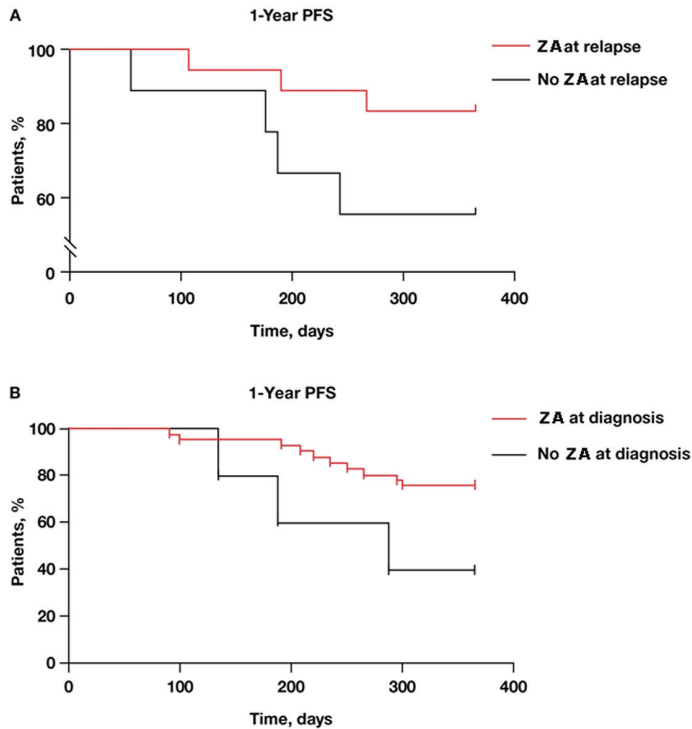 A
1-Year PFS
ZA at relapse
No ZA at relapse
100
80
60
0
Patients, %
0 100 200 300 400
Time, days
B
1-Year PFS
ZA at diagnosis
No ZA at diagnosis
100
80
60
40
20
0
Patients, %
0 100 200 300 400
Time, days